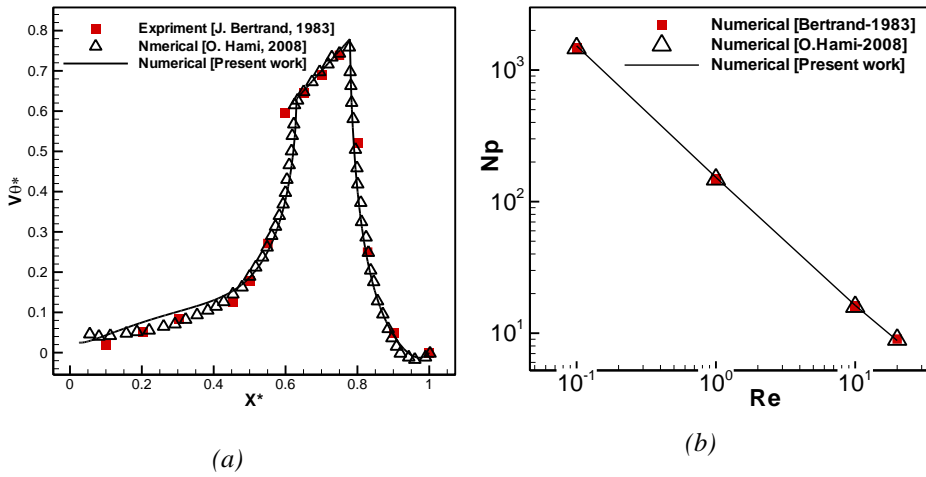 Expriment [J. Bertrand, 1983]
Nmerical [O. Hami, 2008]
Numerical [Present work]
Vθ*
0.8
0.7
0.6
0.5
0.4
0.3
0.2
0.1
0
0 0.2 0.4 0.6 0.8 1
X*
(a)
Numerical [Bertrand-1983]
Numerical [O.Hami-2008]
Numerical [Present work]
Np
10³
10²
10¹
10⁻¹ 10⁰ 10¹
Re
(b)